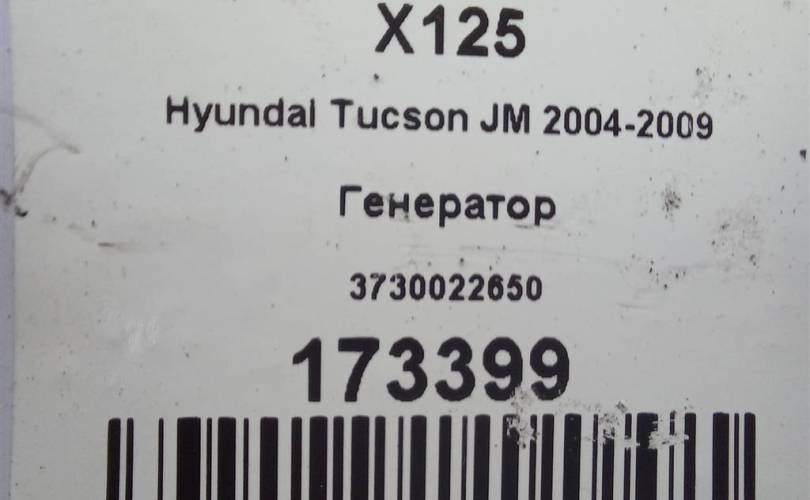 X125
Hyundai Tucson JM 2004-2009
Генератор
3730022650
173399